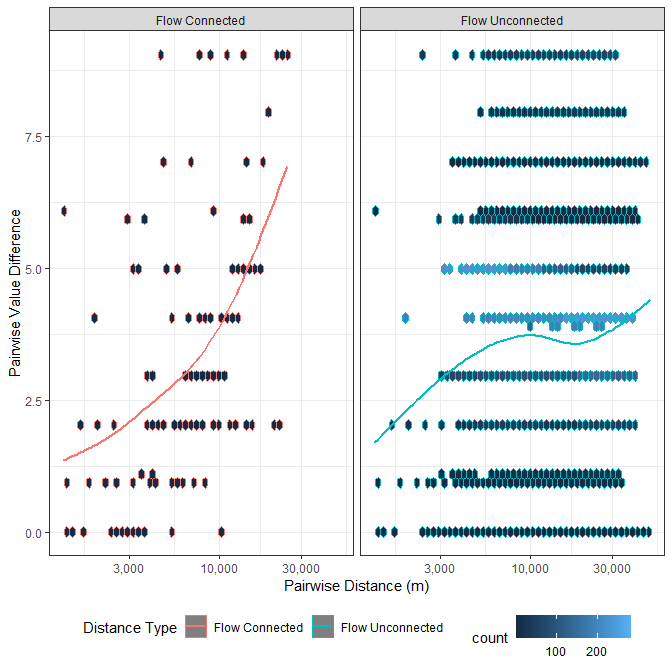 Flow Connected
Flow Unconnected
Pairwise Value Difference
7.5
5.0
2.5
0.0
3,000
10,000
30,000
3,000
10,000
30,000
Pairwise Distance (m)
Distance Type
Flow Connected
Flow Unconnected
count
100
200